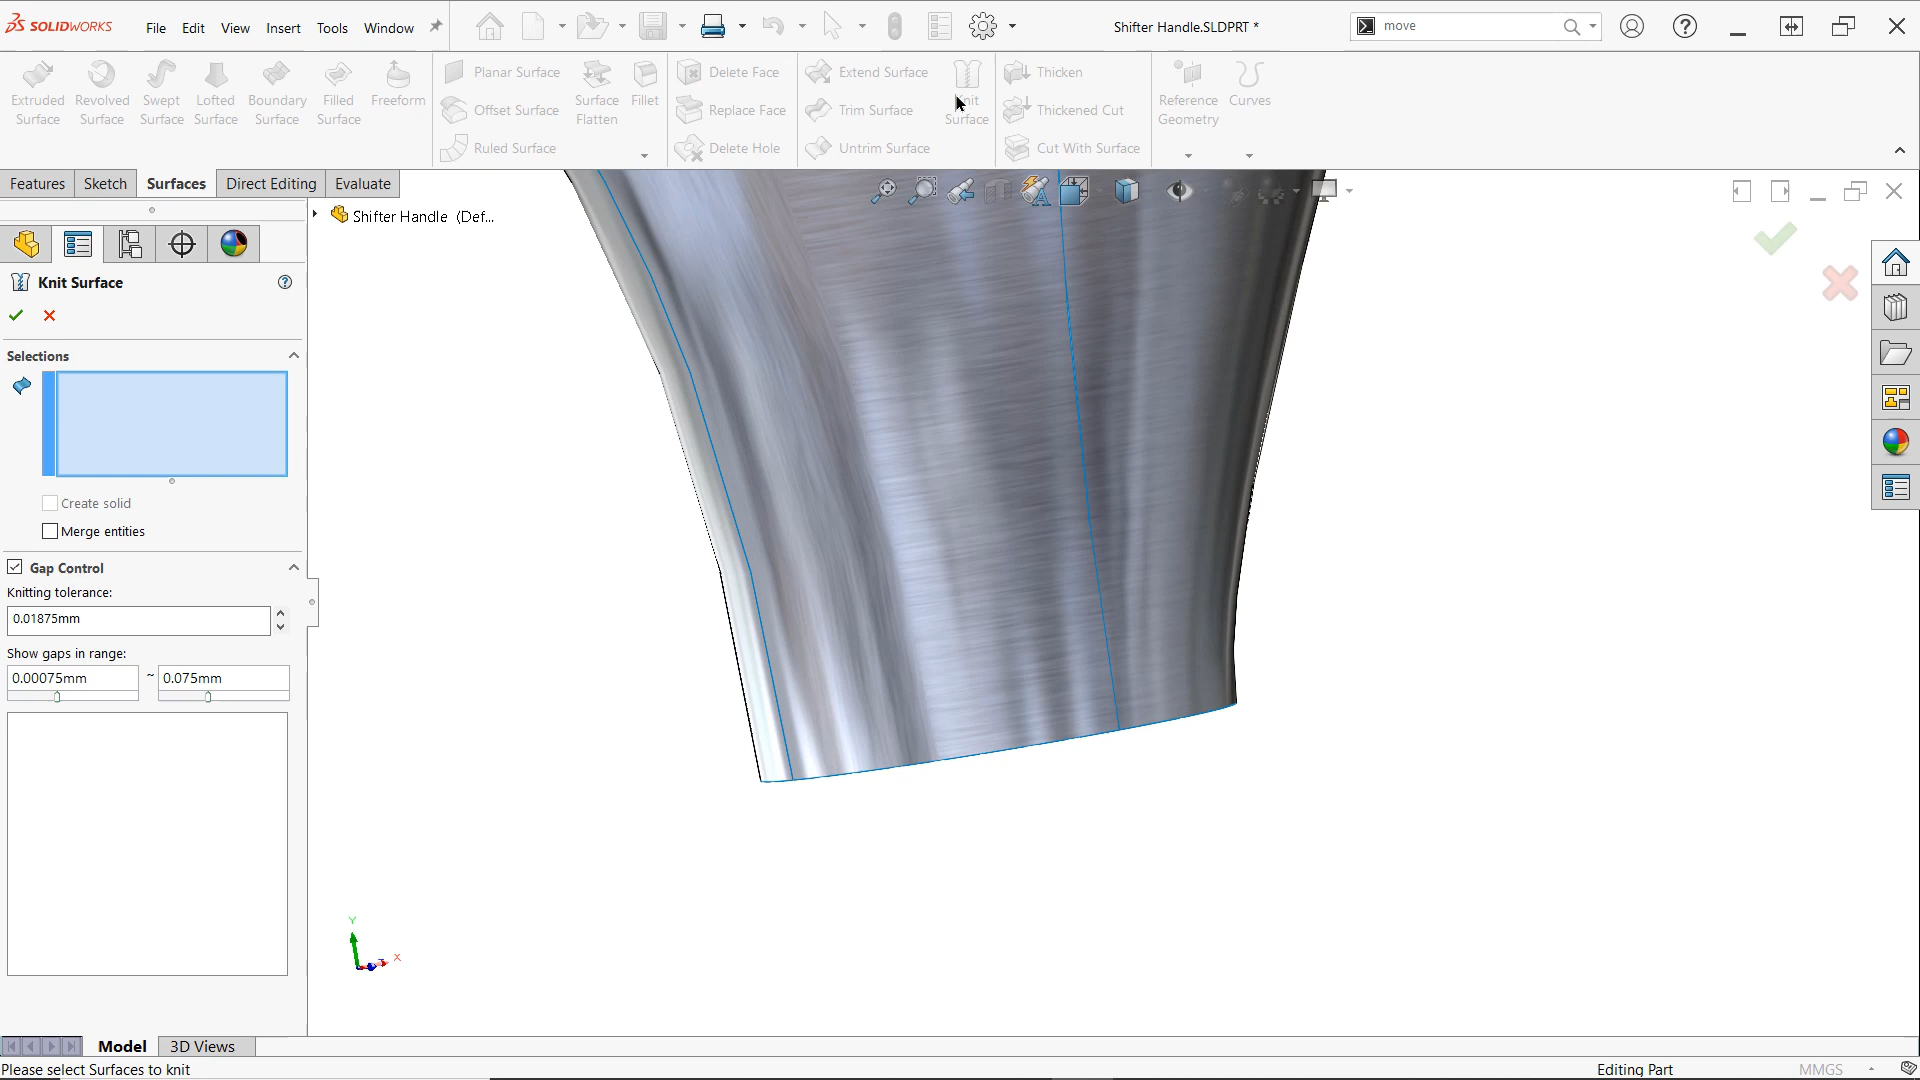 SOLIDWORKS
File Edit View Insert Tools Window
Shifter Handle.SLDPRT *
move
Extruded Surface
Revolved Surface
Swept Surface
Lofted Surface
Boundary Surface
Filled Surface
Freeform
Planar Surface
Offset Surface
Ruled Surface
Surface Flatten
Fillet
Delete Face
Replace Face
Delete Hole
Extend Surface
Trim Surface
Untrim Surface
Knit Surface
Thicken
Thickened Cut
Cut With Surface
Reference Geometry
Curves
Features Sketch Surfaces Direct Editing Evaluate
Shifter Handle (Def...
Knit Surface
Selections
Create solid
Merge entities
Gap Control
Knitting tolerance:
0.01875mm
Show gaps in range:
0.00075mm ~ 0.075mm
Y
X
Model 3D Views
Please select Surfaces to knit
Editing Part
MMGS